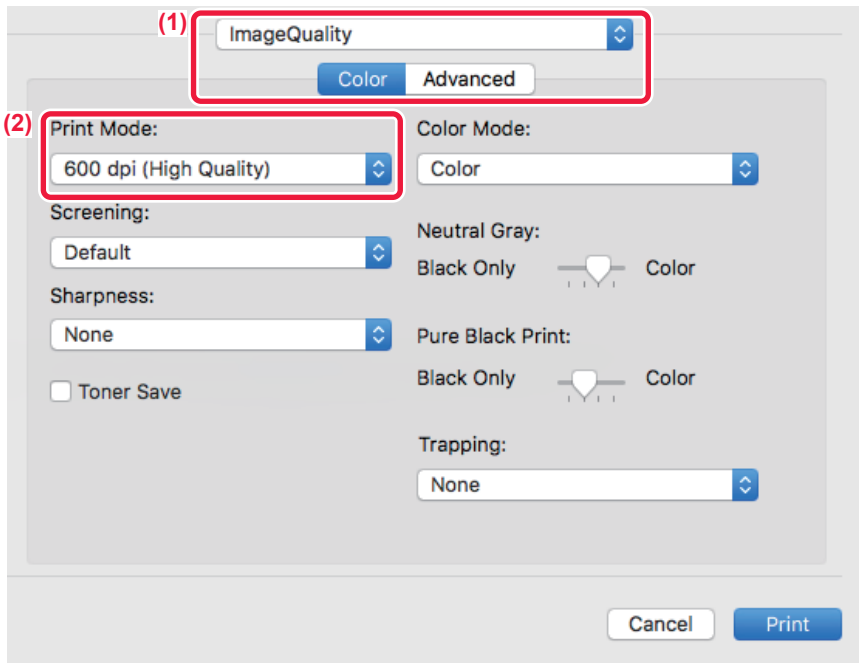 (1)
ImageQuality
Color Advanced
(2)
Print Mode:
600 dpi (High Quality)
Screening:
Default
Sharpness:
None
Toner Save
Color Mode:
Color
Neutral Gray:
Black Only Color
Pure Black Print:
Black Only Color
Trapping:
None
Cancel Print